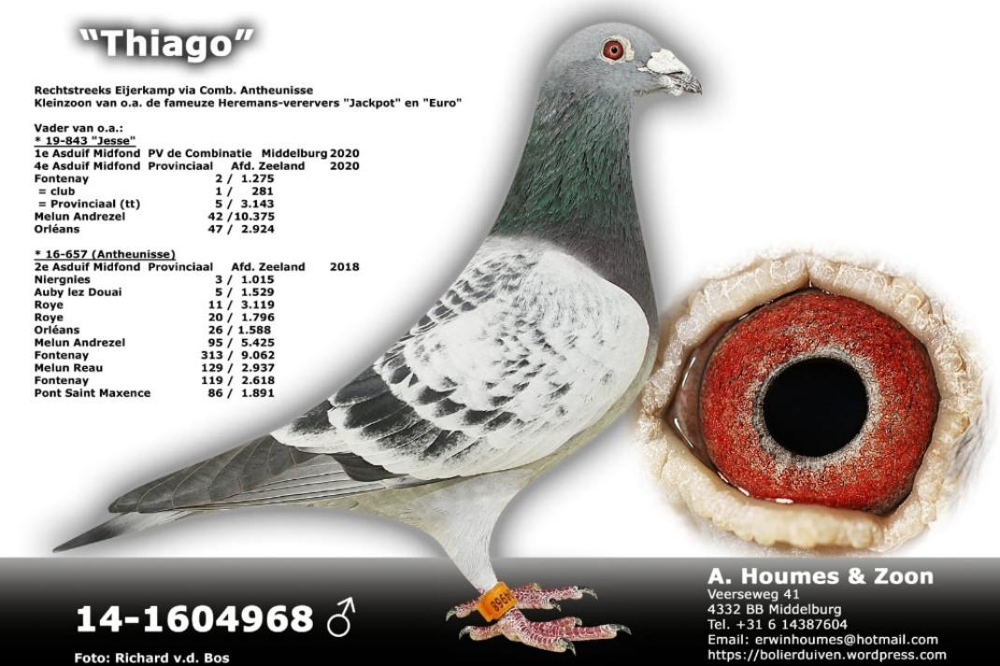 “Thiago”
Rechtstreeks Eijerkamp via Comb. Antheunisse
Kleinzoon van o.a. de fameuze Heremans-verervers "Jackpot" en "Euro"
Vader van o.a.:
* 19-843 "Jesse"
1e Asduif Midfond PV de Combinatie Middelburg 2020
4e Asduif Midfond Provinciaal Afd. Zeeland 2020
Fontenay 2 / 1.275
= club 1 / 281
= Provinciaal (tt) 5 / 3.143
Melun Andrezel 42 /10.375
Orléans 47 / 2.924
* 16-657 (Antheunisse)
2e Asduif Midfond Provinciaal Afd. Zeeland 2018
Niergnies 3 / 1.015
Auby lez Douai 5 / 1.529
Roye 11 / 3.119
Roye 20 / 1.796
Orléans 26 / 1.588
Melun Andrezel 95 / 5.425
Fontenay 313 / 9.062
Melun Reau 129 / 2.937
Fontenay 119 / 2.618
Pont Saint Maxence 86 / 1.891
4968
14-1604968 ♂
Foto: Richard v.d. Bos
A. Houmes & Zoon
Veerseweg 41
4332 BB Middelburg
Tel. +31 6 14387604
Email: erwinhoumes@hotmail.com
https://bolierduiven.wordpress.com